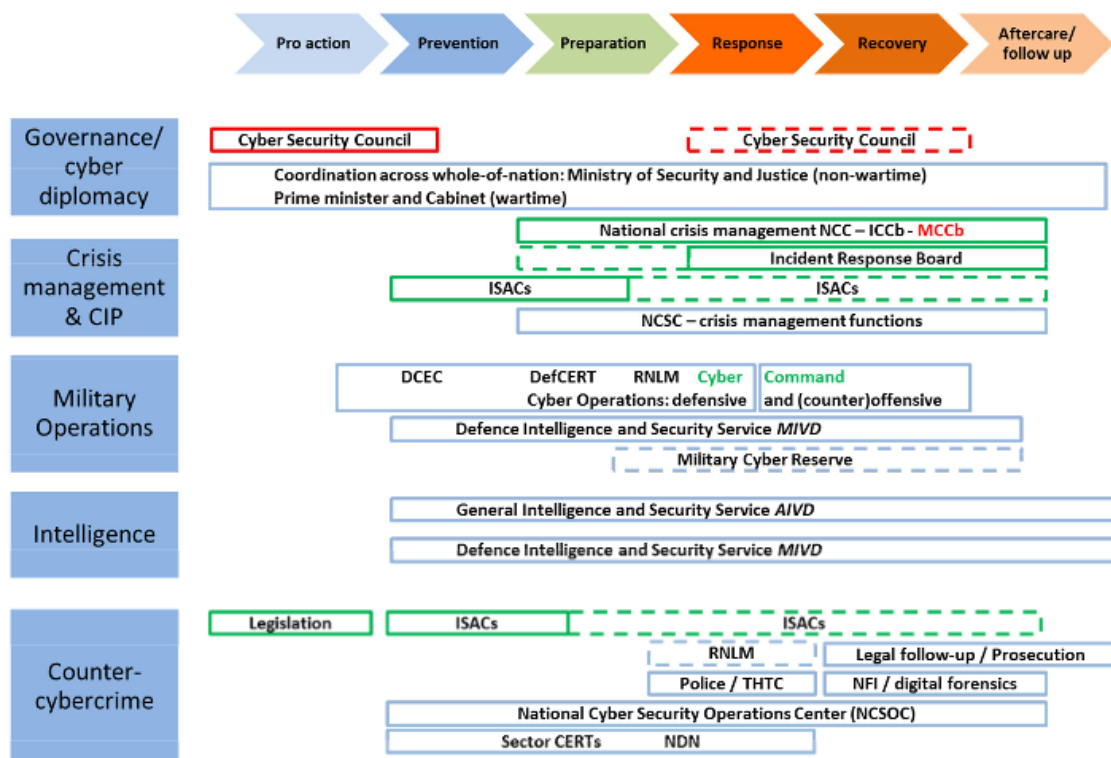 Pro action
Prevention
Preparation
Response
Recovery
Aftercare/
follow up
Governance/
cyber
diplomacy
Cyber Security Council
Cyber Security Council
Coordination across whole-of-nation: Ministry of Security and Justice (non-wartime)
Prime minister and Cabinet (wartime)
Crisis
management
& CIP
National crisis management NCC – ICCb - MCCb
Incident Response Board
ISACs
ISACs
NCSC – crisis management functions
Military
Operations
DCEC DefCERT RNLM Cyber Command
Cyber Operations: defensive and (counter)offensive
Defence Intelligence and Security Service MIVD
Military Cyber Reserve
Intelligence
General Intelligence and Security Service AIVD
Defence Intelligence and Security Service MIVD
Counter-
cybercrime
Legislation
ISACs
ISACs
RNLM
Legal follow-up / Prosecution
Police / THTC
NFI / digital forensics
National Cyber Security Operations Center (NCSOC)
Sector CERTs NDN